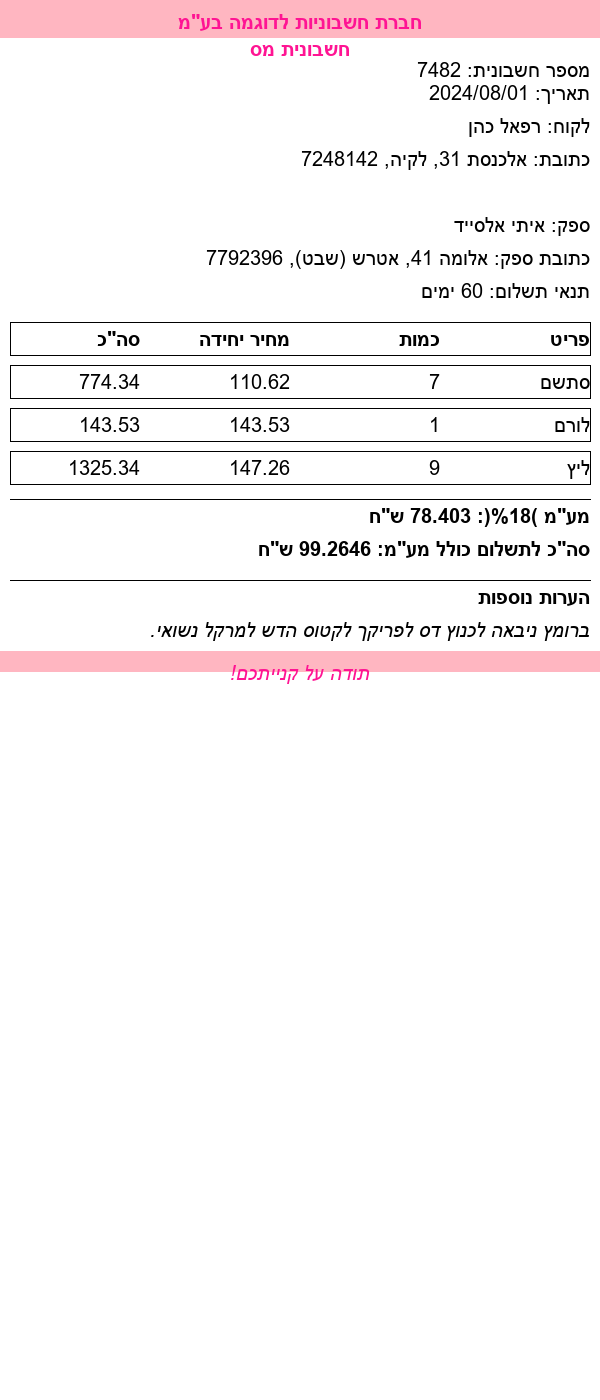 חברת חשבוניות לדוגמה בע"מ
חשבונית מס
מספר חשבונית: 7482
תאריך: 2024/08/01
לקוח: רפאל כהן
כתובת: אלכנסת 31, לקיה, 7248142
ספק: איתי אלסייד
כתובת ספק: אלומה 41, אטרש (שבט), 7792396
תנאי תשלום: 60 ימים
פריט כמות מחיר יחידה סה"כ
סתשם 7 110.62 774.34
לורם 1 143.53 143.53
ליץ 9 147.26 1325.34
מע"מ )18%(: 78.403 ש"ח
סה"כ לתשלום כולל מע"מ: 99.2646 ש"ח
הערות נוספות
ברומץ ניבאה לכנוץ דס לפריקך לקטוס הדש למרקל נשואי.
תודה על קנייתכם!